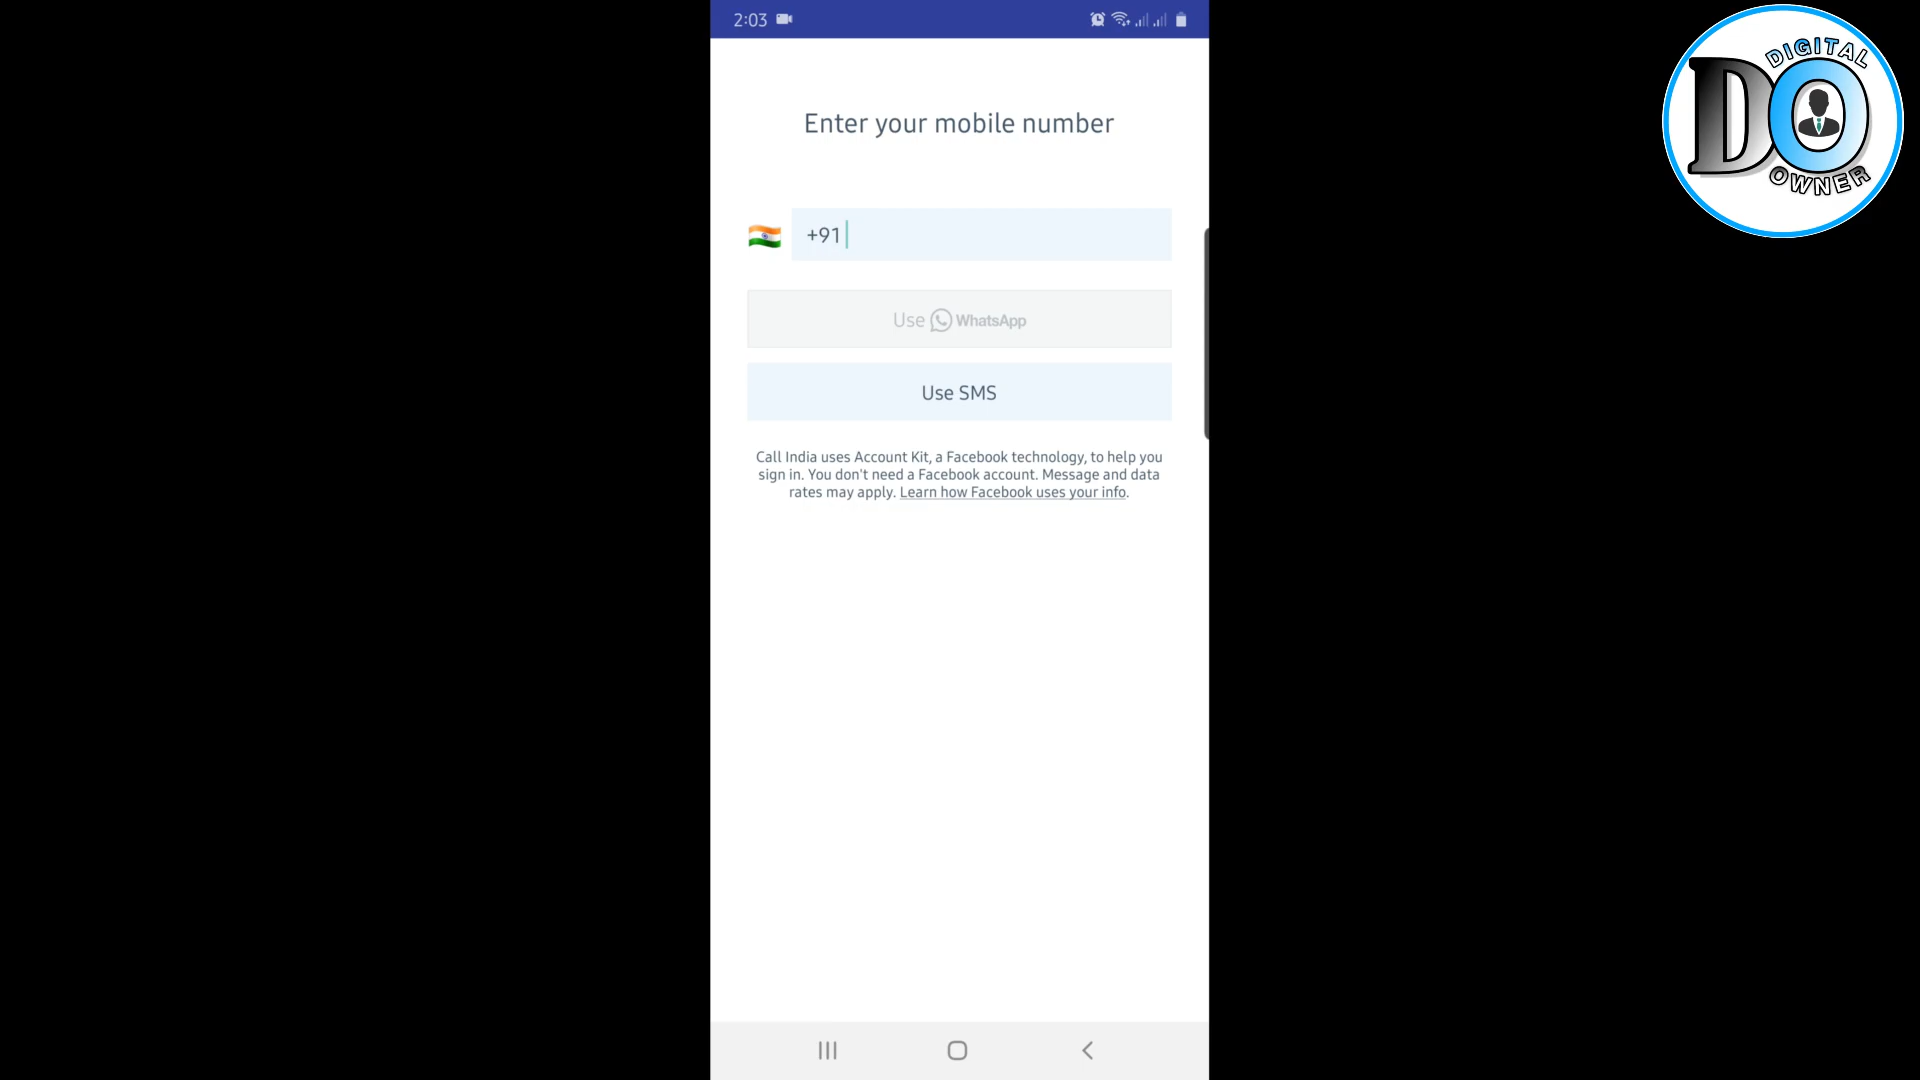 2:03
DIGITAL
DO
OWNER
Enter your mobile number
+91
Use WhatsApp
Use SMS
Call India uses Account Kit, a Facebook technology, to help you
sign in. You don't need a Facebook account. Message and data
rates may apply. Learn how Facebook uses your info.